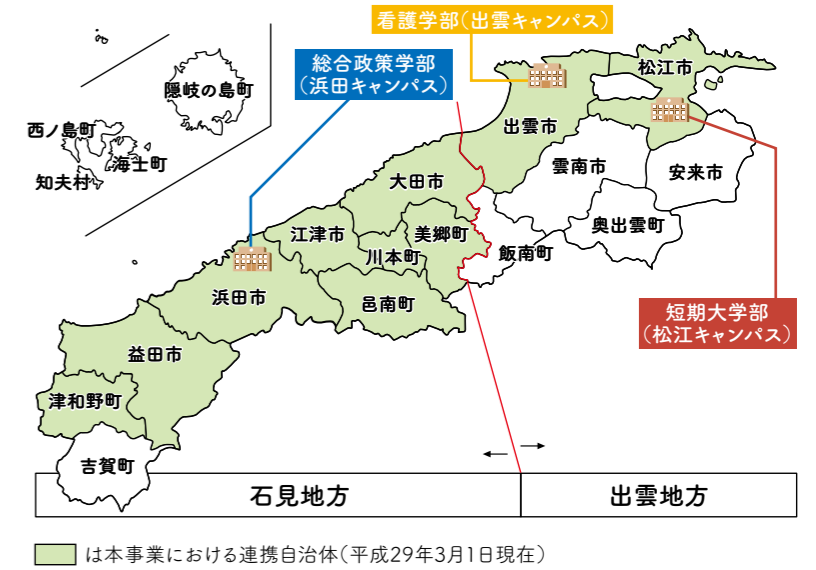 看護学部（出雲キャンパス）
総合政策学部
（浜田キャンパス）
松江市
隠岐の島町
西ノ島町
海士町
知夫村
出雲市
雲南市
安来市
大田市
奥出雲町
江津市
美郷町
川本町
飯南町
浜田市
邑南町
短期大学部
（松江キャンパス）
益田市
津和野町
吉賀町
石見地方
出雲地方
は本事業における連携自治体（平成29年3月1日現在）